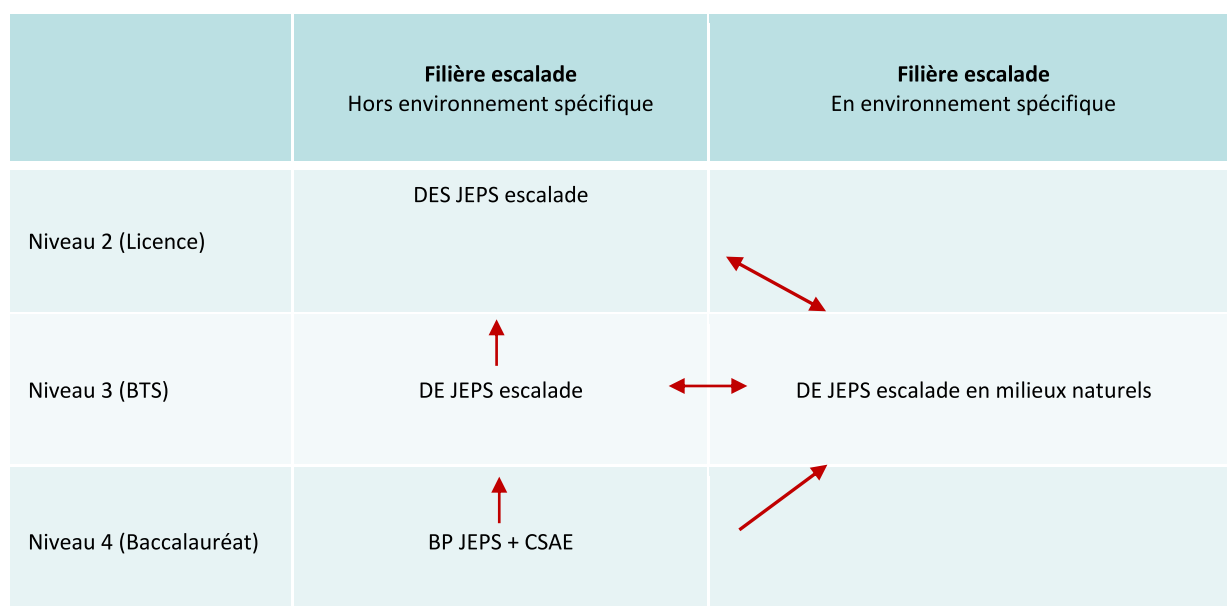 Filière escalade
Hors environnement spécifique
Filière escalade
En environnement spécifique
Niveau 2 (Licence)
DES JEPS escalade
Niveau 3 (BTS)
DE JEPS escalade
DE JEPS escalade en milieux naturels
Niveau 4 (Baccalauréat)
BP JEPS + CSAE